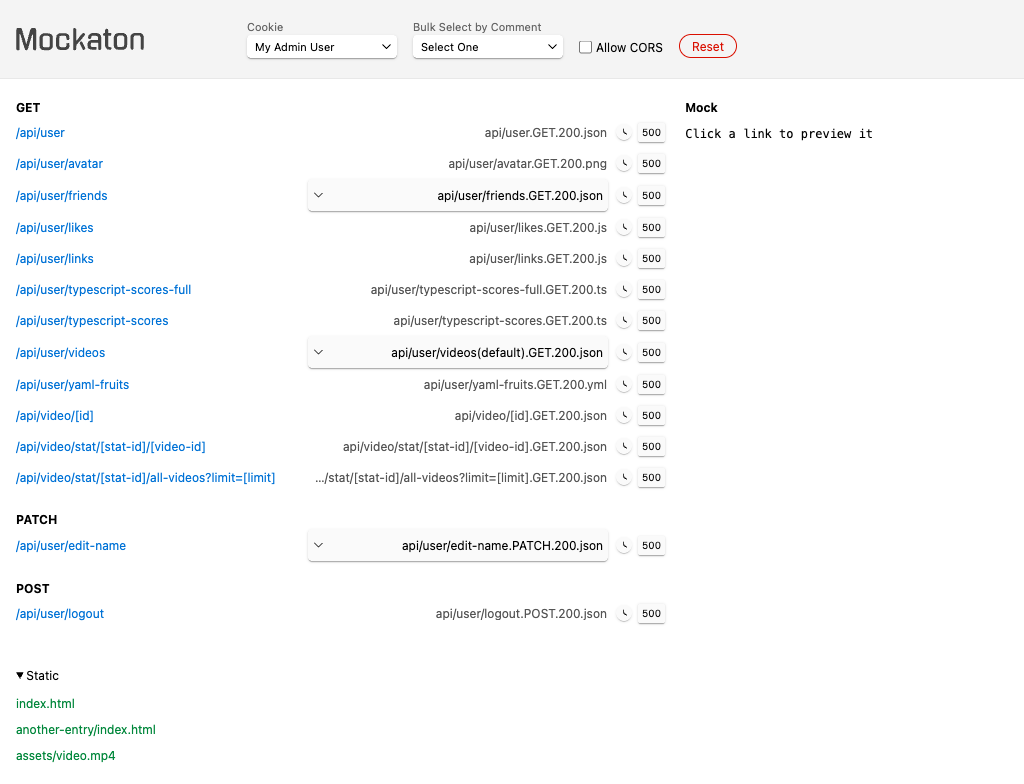 Mockaton
Cookie
My Admin User
Bulk Select by Comment
Select One
Allow CORS
Reset
GET
/api/user api/user.GET.200.json 500
/api/user/avatar api/user/avatar.GET.200.png 500
/api/user/friends api/user/friends.GET.200.json 500
/api/user/likes api/user/likes.GET.200.js 500
/api/user/links api/user/links.GET.200.js 500
/api/user/typescript-scores-full api/user/typescript-scores-full.GET.200.ts 500
/api/user/typescript-scores api/user/typescript-scores.GET.200.ts 500
/api/user/videos api/user/videos(default).GET.200.json 500
/api/user/yaml-fruits api/user/yaml-fruits.GET.200.yml 500
/api/video/[id] api/video/[id].GET.200.json 500
/api/video/stat/[stat-id]/[video-id] api/video/stat/[stat-id]/[video-id].GET.200.json 500
/api/video/stat/[stat-id]/all-videos?limit=[limit] .../stat/[stat-id]/all-videos?limit=[limit].GET.200.json 500
PATCH
/api/user/edit-name api/user/edit-name.PATCH.200.json 500
POST
/api/user/logout api/user/logout.POST.200.json 500
Static
index.html
another-entry/index.html
assets/video.mp4
Mock
Click a link to preview it